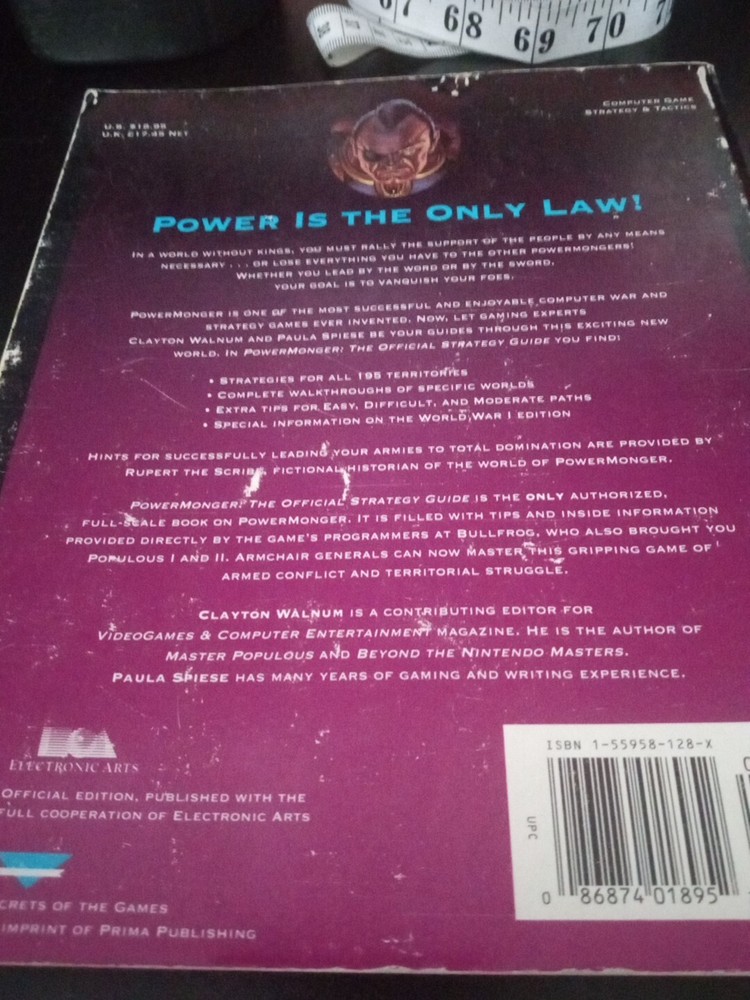 67 68 69 70
U.S. $18.95
U.K. £17.45 NET
COMPUTER GAME
STRATEGY & TACTICS
POWER IS THE ONLY LAW!
IN A WORLD WITHOUT KINGS, YOU MUST RALLY THE SUPPORT OF THE PEOPLE BY ANY MEANS
NECESSARY . . . OR LOSE EVERYTHING YOU HAVE TO THE OTHER POWERMONGERS!
WHETHER YOU LEAD BY THE WORD OR BY THE SWORD,
YOUR GOAL IS TO VANQUISH YOUR FOES.
POWERMONGER IS ONE OF THE MOST SUCCESSFUL AND ENJOYABLE COMPUTER WAR AND
STRATEGY GAMES EVER INVENTED. NOW, LET GAMING EXPERTS
CLAYTON WALNUM AND PAULA SPIESE BE YOUR GUIDES THROUGH THIS EXCITING NEW
WORLD. IN POWERMONGER: THE OFFICIAL STRATEGY GUIDE YOU FIND:
• STRATEGIES FOR ALL 195 TERRITORIES
• COMPLETE WALKTHROUGHS OF SPECIFIC WORLDS
• EXTRA TIPS FOR EASY, DIFFICULT, AND MODERATE PATHS
• SPECIAL INFORMATION ON THE WORLD WAR I EDITION
HINTS FOR SUCCESSFULLY LEADING YOUR ARMIES TO TOTAL DOMINATION ARE PROVIDED BY
RUPERT THE SCRIBE, FICTIONAL HISTORIAN OF THE WORLD OF POWERMONGER.
POWERMONGER: THE OFFICIAL STRATEGY GUIDE IS THE ONLY AUTHORIZED,
FULL-SCALE BOOK ON POWERMONGER. IT IS FILLED WITH TIPS AND INSIDE INFORMATION
PROVIDED DIRECTLY BY THE GAME'S PROGRAMMERS AT BULLFROG, WHO ALSO BROUGHT YOU
POPULOUS I AND II. ARMCHAIR GENERALS CAN NOW MASTER THIS GRIPPING GAME OF
ARMED CONFLICT AND TERRITORIAL STRUGGLE.
CLAYTON WALNUM IS A CONTRIBUTING EDITOR FOR
VIDEOGAMES & COMPUTER ENTERTAINMENT MAGAZINE. HE IS THE AUTHOR OF
MASTER POPULOUS AND BEYOND THE NINTENDO MASTERS.
PAULA SPIESE HAS MANY YEARS OF GAMING AND WRITING EXPERIENCE.
ELECTRONIC ARTS
OFFICIAL EDITION, PUBLISHED WITH THE
FULL COOPERATION OF ELECTRONIC ARTS
CRETS OF THE GAMES
IMPRINT OF PRIMA PUBLISHING
ISBN 1-55958-128-X
UPC
0 86874 01895